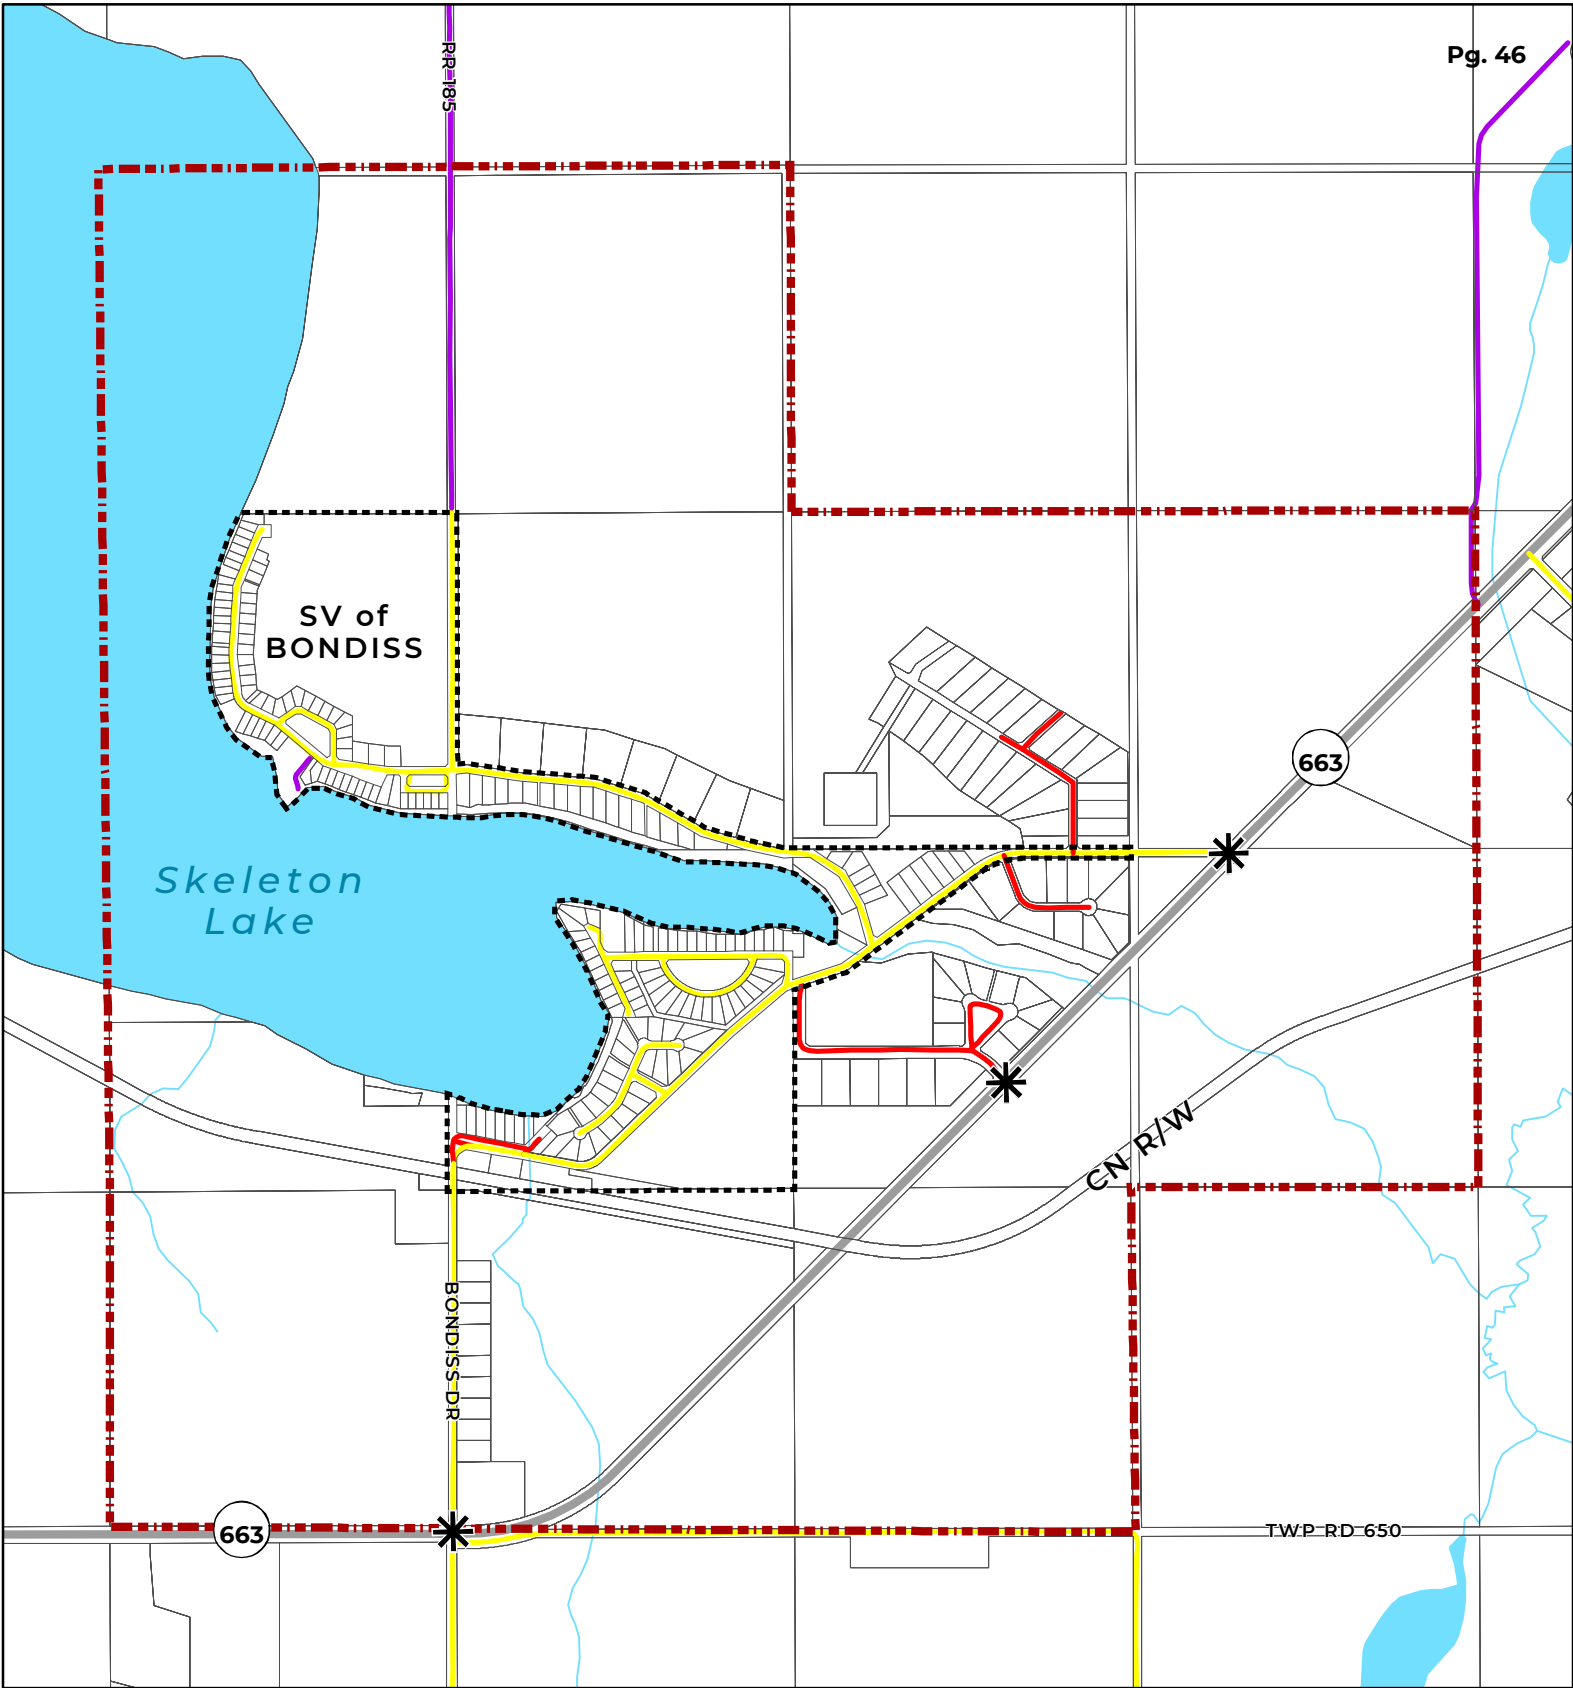 RR 185
Pg. 46
SV of
BONDISS
663
Skeleton
Lake
CN R/W
BONDISS DR
663
TWP RD 650